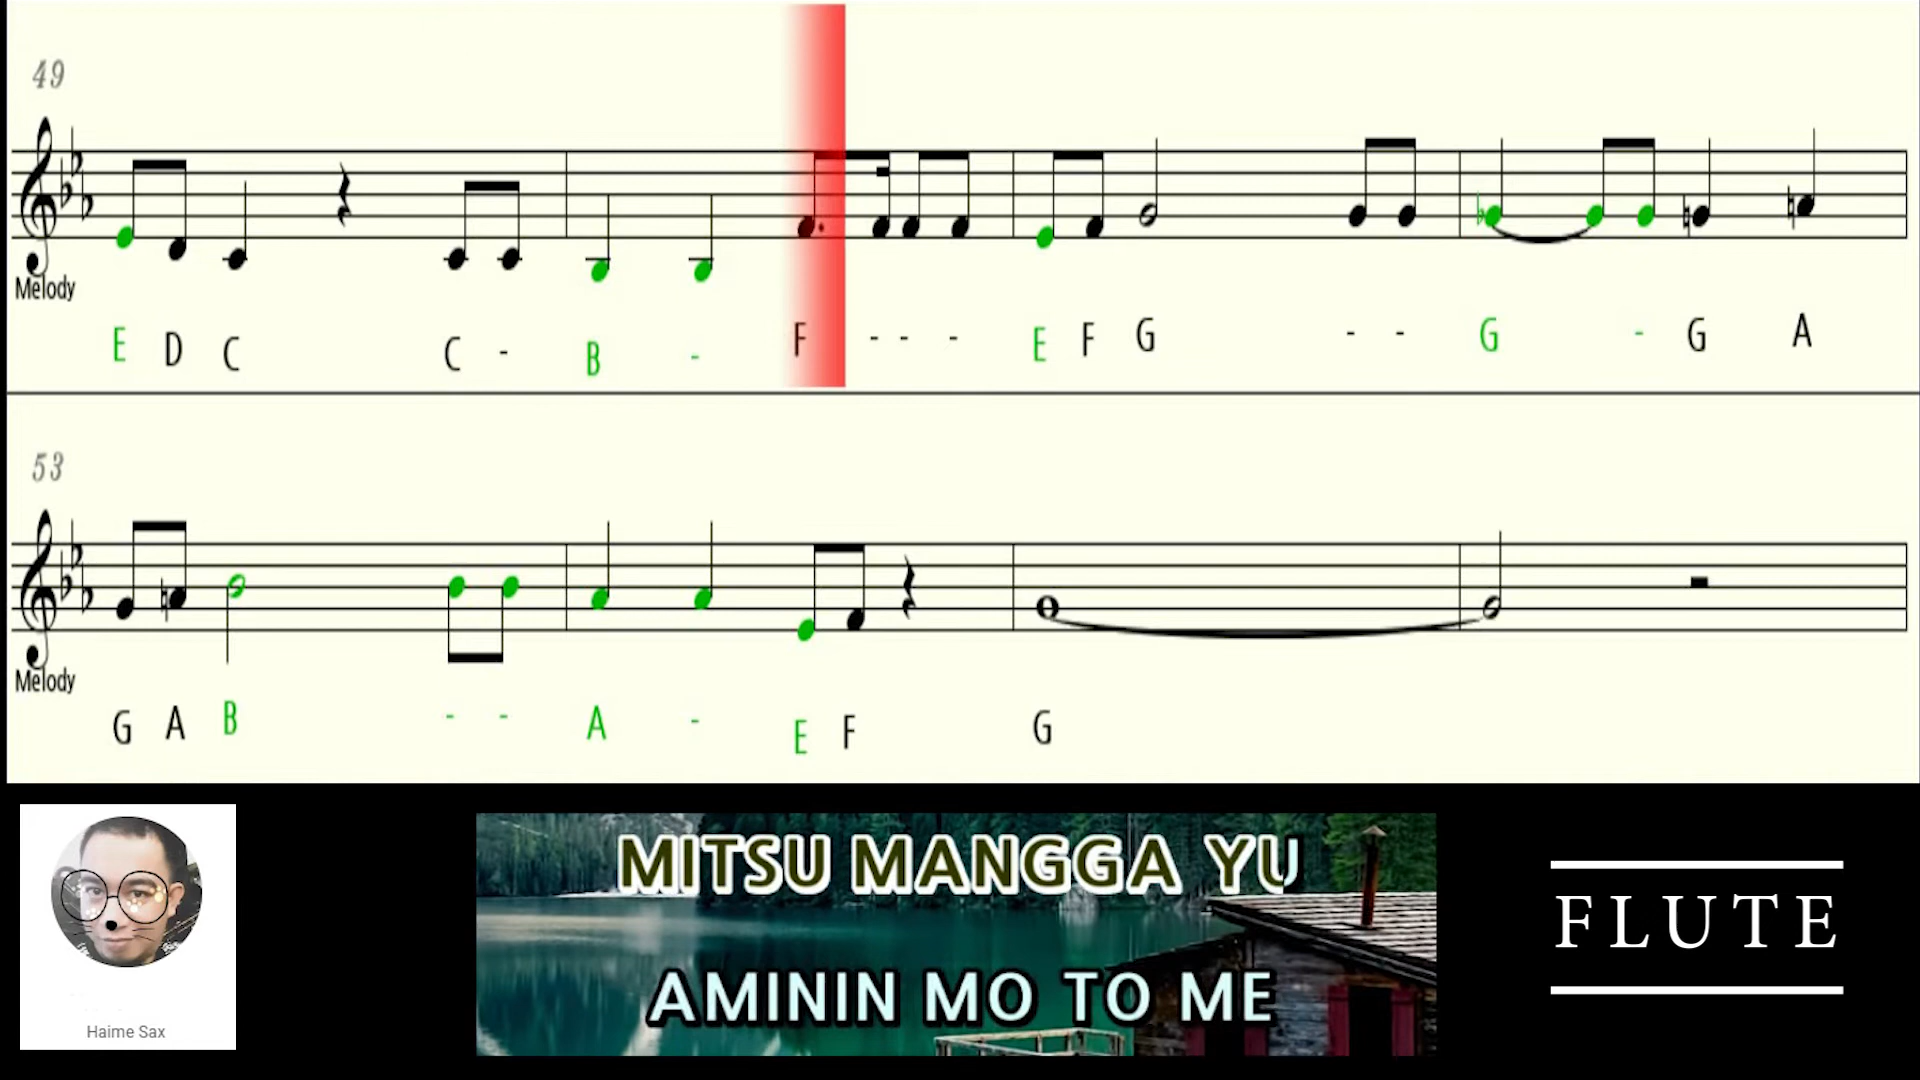 49
Melody
E D C C - B - F - - - E F G - - G - G A
53
Melody
G A B - - A - E F G
Haime Sax
MITSU MANGGA YU
AMININ MO TO ME
FLUTE